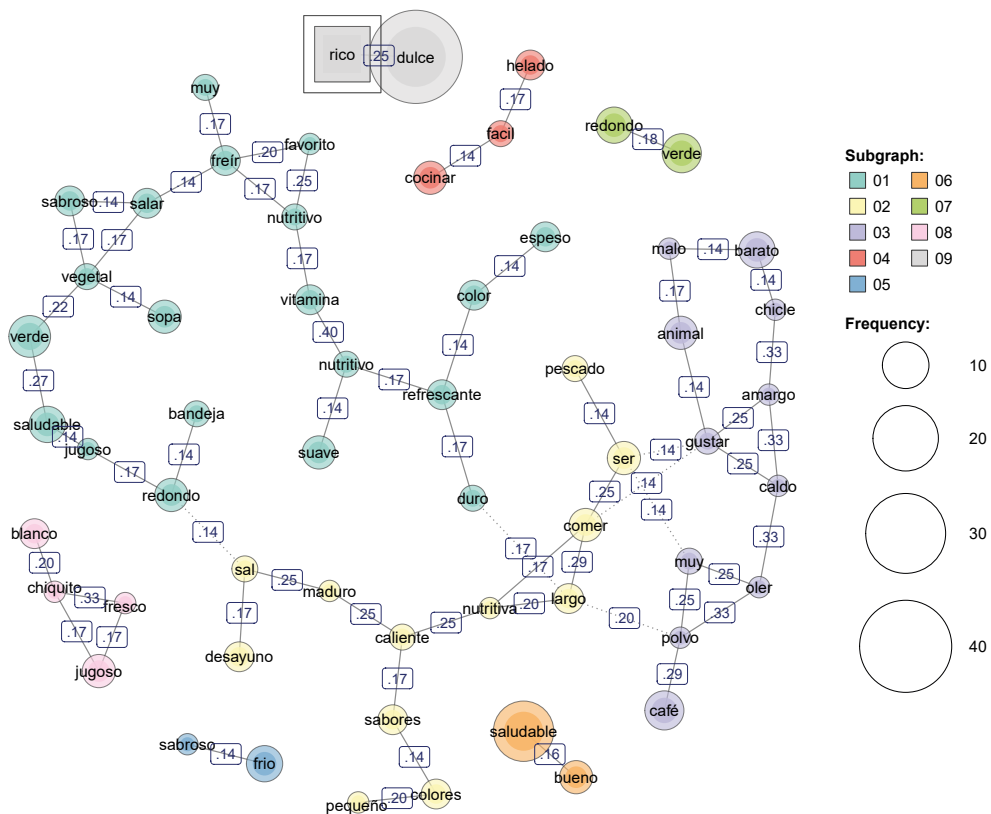 rico
.25
dulce
helado
.17
facil
.14
cocinar
redondo
.18
verde
muy
.17
favorito
.20
freír
.25
.14
.17
sabroso
.14
salar
nutritivo
.17
.17
.17
vegetal
.14
.22
vitamina
sopa
verde
.40
.27
nutritivo
.17
refrescante
.14
color
.14
espeso
saludable
.14
jugoso
bandeja
.14
.14
suave
.17
.17
redondo
duro
.14
malo
.14
barato
.14
.17
chicle
animal
.33
.14
amargo
.25
gustar
.33
.25
caldo
.33
pescado
.14
ser
.14
.14
.14
.25
comer
.17
.17
.29
muy
.25
oler
.25
.33
largo
.20
nutritiva
.20
polvo
.29
café
blanco
.20
chiquito
.33
fresco
.17
.17
jugoso
sal
.25
maduro
.17
.25
.25
caliente
desayuno
.17
sabores
.14
colores
.20
pequeño
sabroso
.14
frio
saludable
.16
bueno
Subgraph:
01
06
02
07
03
08
04
09
05
Frequency:
10
20
30
40